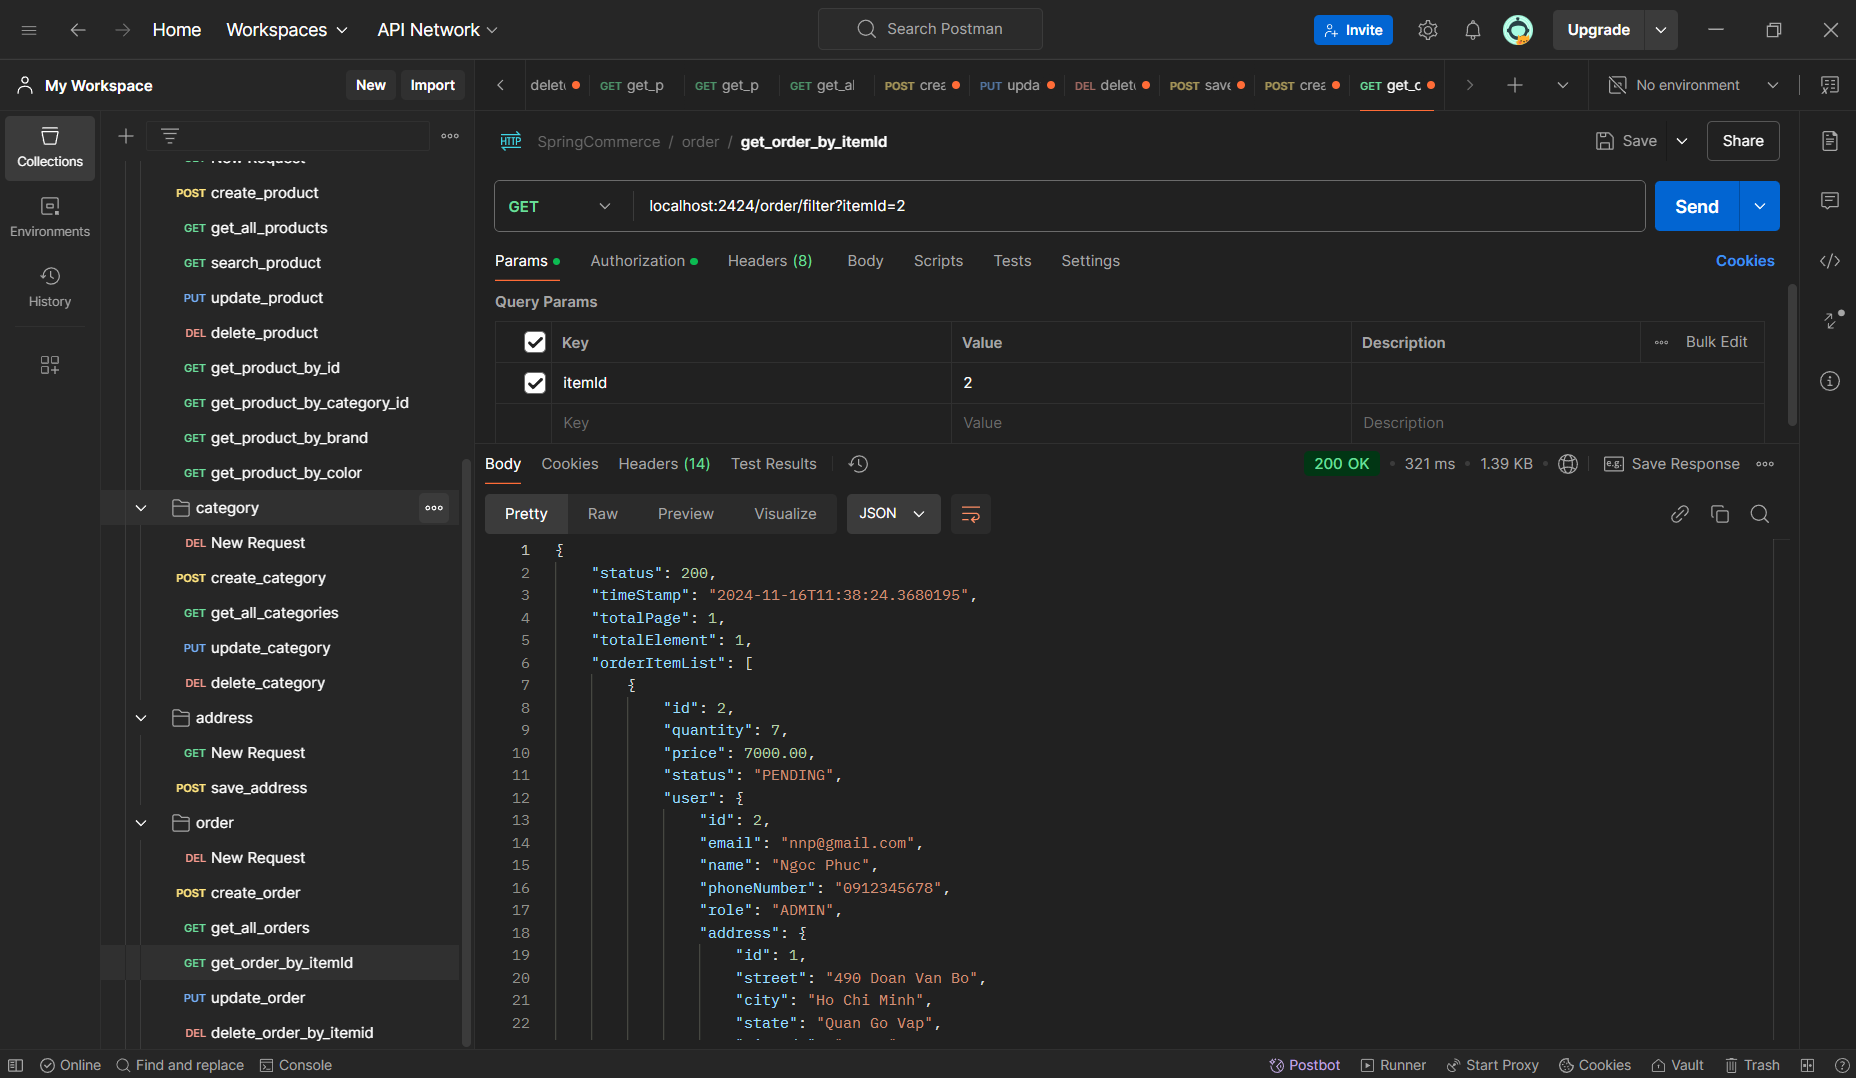 Home Workspaces API Network Search Postman Invite Upgrade
My Workspace New Import
delet GET get_p GET get_p GET get_al POST crea PUT upda DEL delet POST save POST crea GET get_c No environment
Collections
Environments
History
New Request
POST create_product
GET get_all_products
GET search_product
PUT update_product
DEL delete_product
GET get_product_by_id
GET get_product_by_category_id
GET get_product_by_brand
GET get_product_by_color
category
DEL New Request
POST create_category
GET get_all_categories
PUT update_category
DEL delete_category
address
GET New Request
POST save_address
order
DEL New Request
POST create_order
GET get_all_orders
GET get_order_by_itemId
PUT update_order
DEL delete_order_by_itemid
HTTP SpringCommerce / order / get_order_by_itemId Save Share
GET localhost:2424/order/filter?itemId=2 Send
Params Authorization Headers (8) Body Scripts Tests Settings Cookies
Query Params
Key Value Description Bulk Edit
itemId 2
Key Value Description
Body Cookies Headers (14) Test Results 200 OK 321 ms 1.39 KB e.g. Save Response
Pretty Raw Preview Visualize JSON
1 {
2 "status": 200,
3 "timeStamp": "2024-11-16T11:38:24.3680195",
4 "totalPage": 1,
5 "totalElement": 1,
6 "orderItemList": [
7 {
8 "id": 2,
9 "quantity": 7,
10 "price": 7000.00,
11 "status": "PENDING",
12 "user": {
13 "id": 2,
14 "email": "nnp@gmail.com",
15 "name": "Ngoc Phuc",
16 "phoneNumber": "0912345678",
17 "role": "ADMIN",
18 "address": {
19 "id": 1,
20 "street": "490 Doan Van Bo",
21 "city": "Ho Chi Minh",
22 "state": "Quan Go Vap",
Online Find and replace Console Postbot Runner Start Proxy Cookies Vault Trash